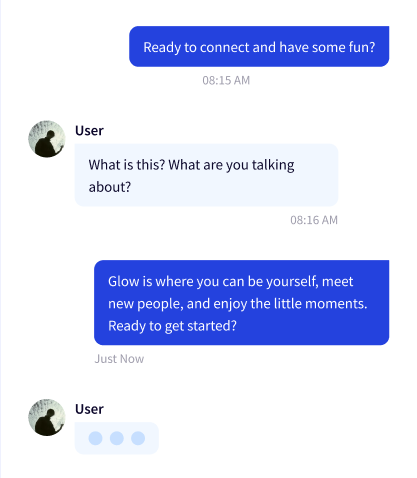 Ready to connect and have some fun?
08:15 AM
User
What is this? What are you talking
about?
08:16 AM
Glow is where you can be yourself, meet
new people, and enjoy the little moments.
Ready to get started?
Just Now
User